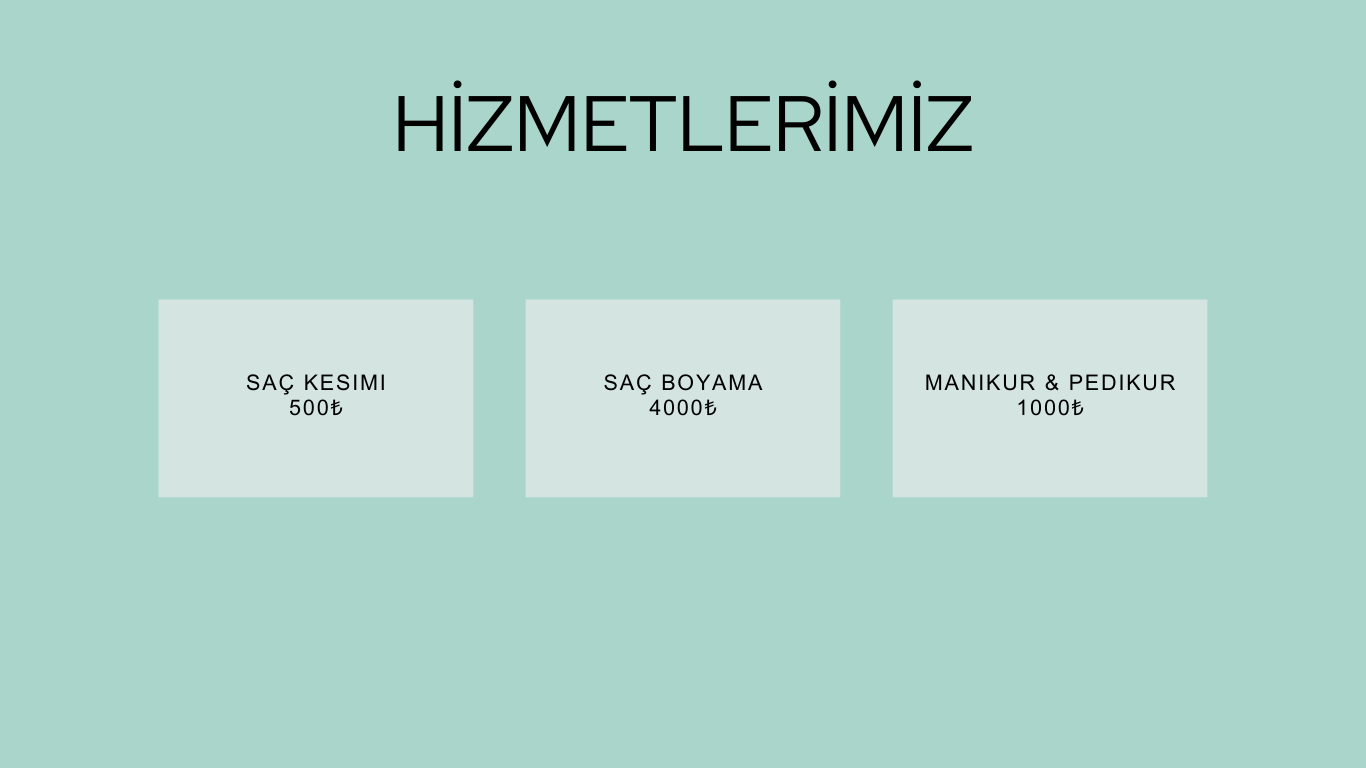 HİZMETLERİMİZ
SAÇ KESIMI
500₺
SAÇ BOYAMA
4000₺
MANIKUR & PEDIKUR
1000₺